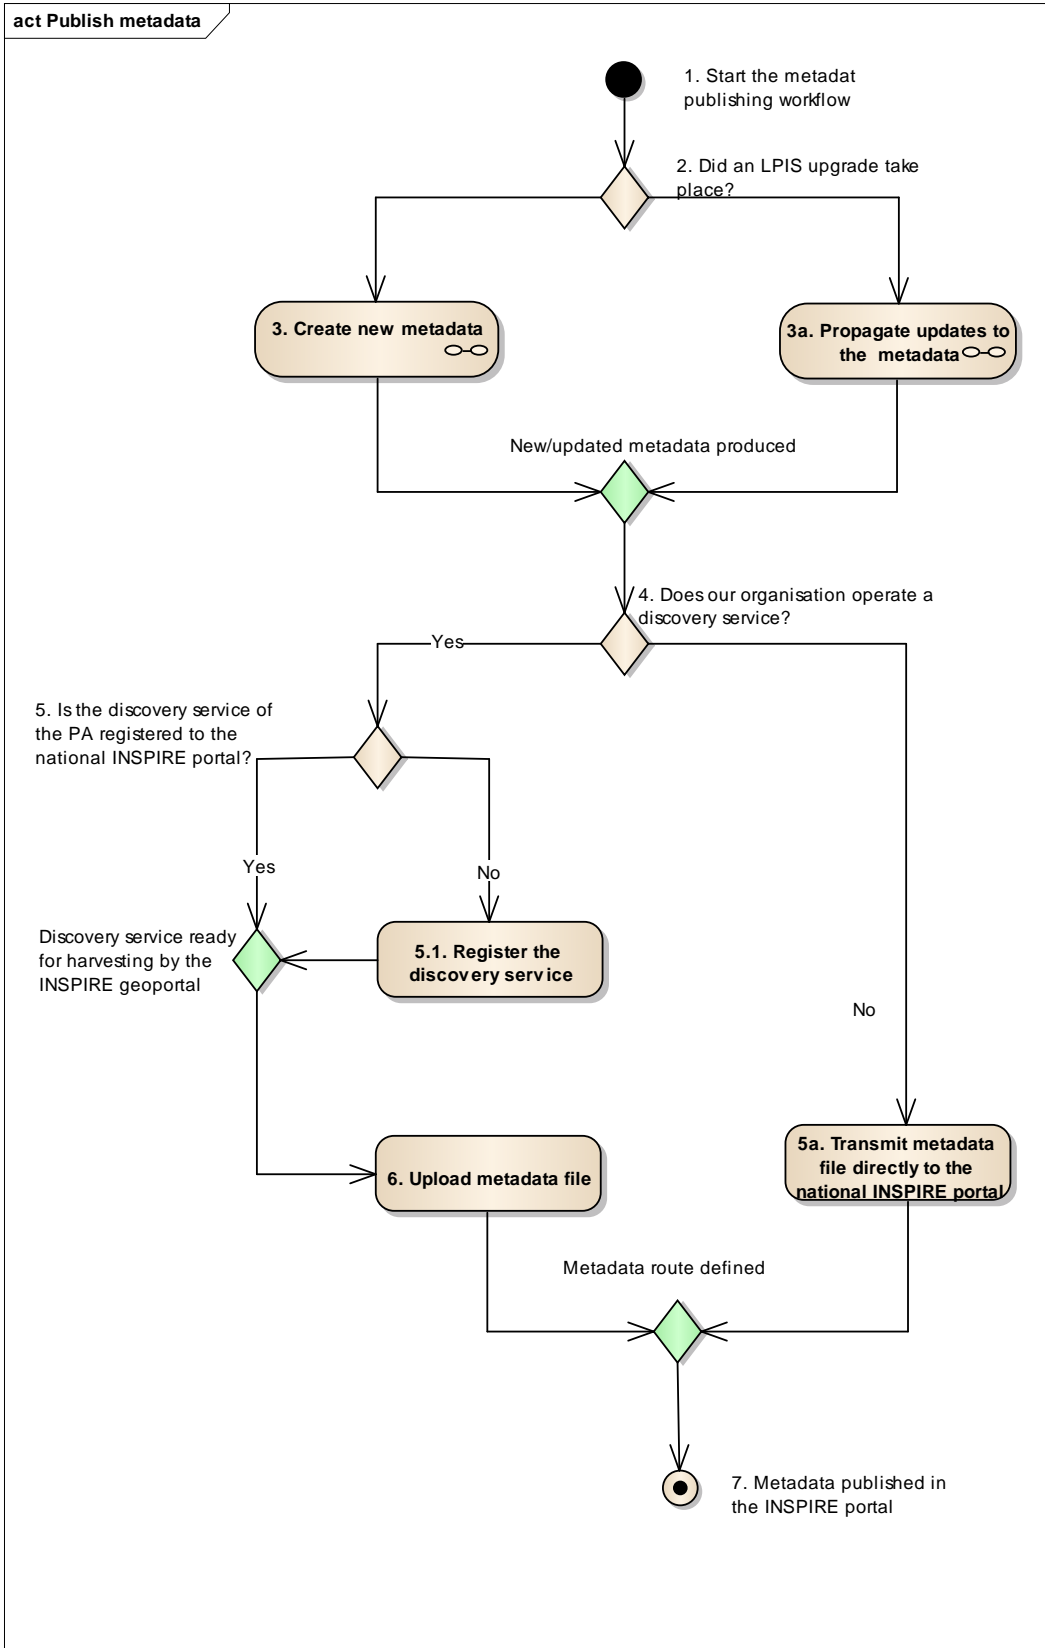 act Publish metadata
1. Start the metadat
publishing workflow
2. Did an LPIS upgrade take
place?
3. Create new metadata
3a. Propagate updates to
the metadata
New/updated metadata produced
4. Does our organisation operate a
discovery service?
Yes
5. Is the discovery service of
the PA registered to the
national INSPIRE portal?
Yes
No
Discovery service ready
for harvesting by the
INSPIRE geoportal
5.1. Register the
discovery service
No
5a. Transmit metadata
file directly to the
national INSPIRE portal
6. Upload metadata file
Metadata route defined
7. Metadata published in
the INSPIRE portal